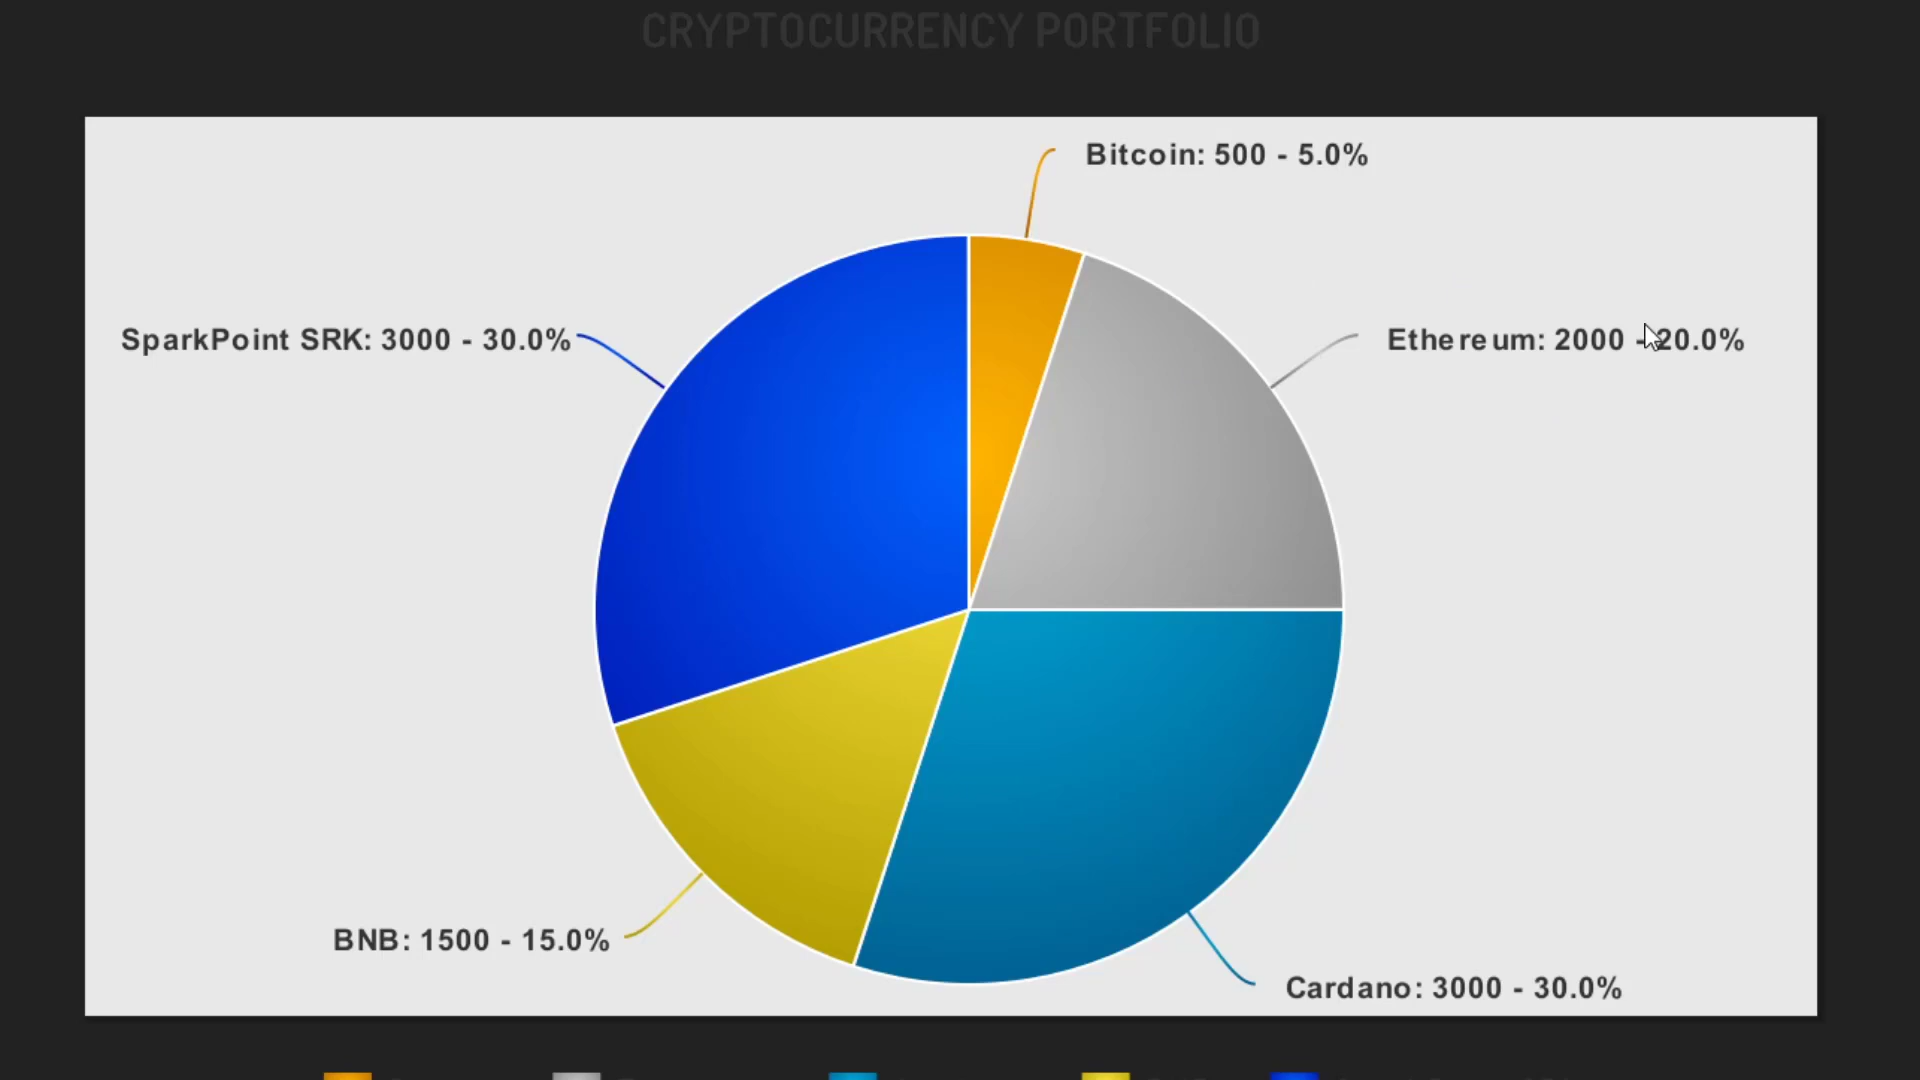 CRYPTOCURRENCY PORTFOLIO
Bitcoin: 500 - 5.0%
SparkPoint SRK: 3000 - 30.0%
Ethereum: 2000 - 20.0%
BNB: 1500 - 15.0%
Cardano: 3000 - 30.0%